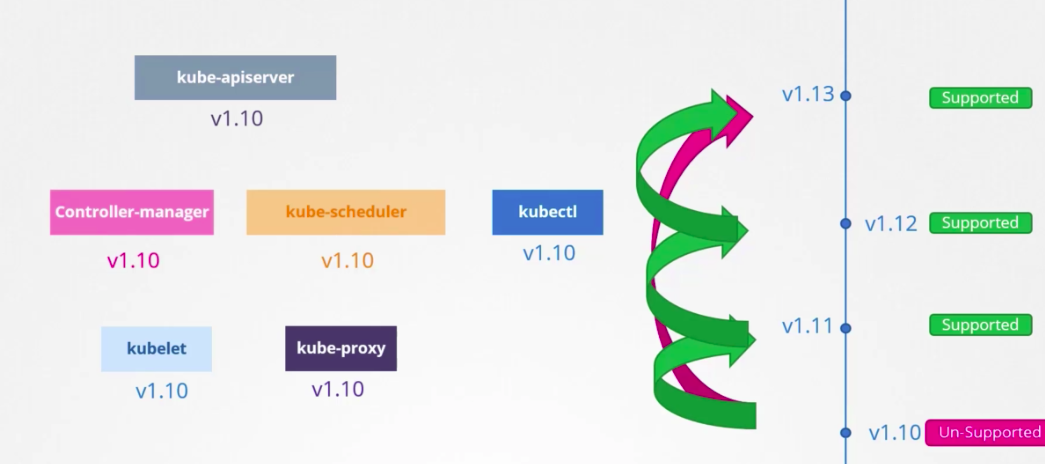 kube-apiserver
v1.10
Controller-manager
v1.10
kube-scheduler
v1.10
kubectl
v1.10
kubelet
v1.10
kube-proxy
v1.10
v1.13 Supported
v1.12 Supported
v1.11 Supported
v1.10 Un-Supported